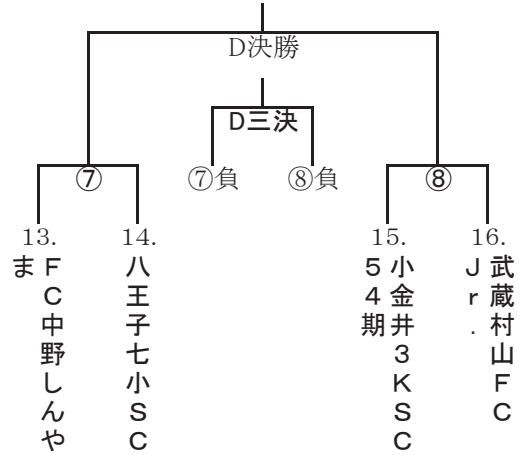 D決勝
D三決
⑦
⑦負
⑧負
⑧
13.
14.
15.
16.
FC中野しんや
ま
八王子七小SC
小金井3KSC
54期
武蔵村山FC
Jr.